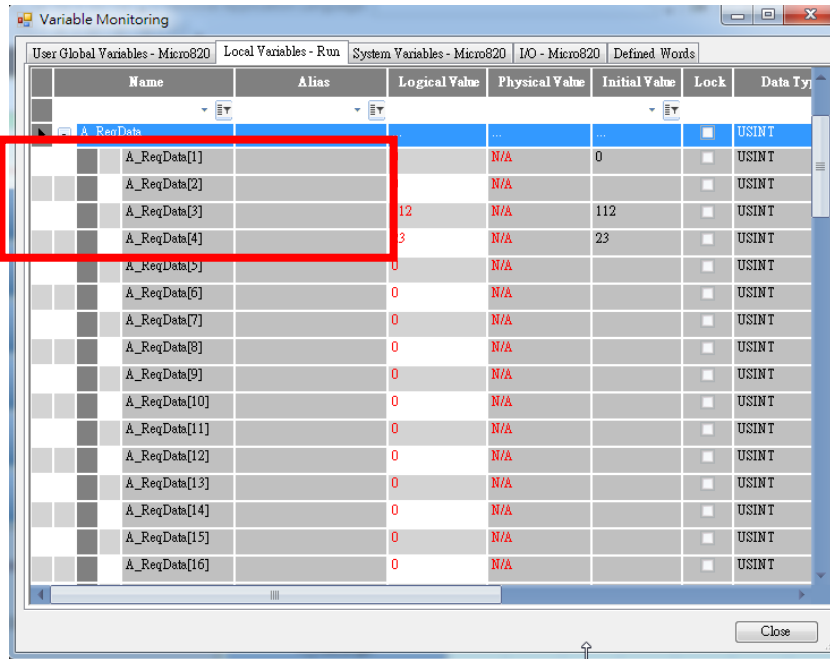 Variable Monitoring
User Global Variables - Micro820 Local Variables - Run System Variables - Micro820 I/O - Micro820 Defined Words
Name Alias Logical Value Physical Value Initial Value Lock Data Ty
A_ReqData ... ... ... USINT
A_ReqData[1] N/A 0 USINT
A_ReqData[2] N/A USINT
A_ReqData[3] 12 N/A 112 USINT
A_ReqData[4] 3 N/A 23 USINT
A_ReqData[5] 0 N/A USINT
A_ReqData[6] 0 N/A USINT
A_ReqData[7] 0 N/A USINT
A_ReqData[8] 0 N/A USINT
A_ReqData[9] 0 N/A USINT
A_ReqData[10] 0 N/A USINT
A_ReqData[11] 0 N/A USINT
A_ReqData[12] 0 N/A USINT
A_ReqData[13] 0 N/A USINT
A_ReqData[14] 0 N/A USINT
A_ReqData[15] 0 N/A USINT
A_ReqData[16] 0 N/A USINT
Close